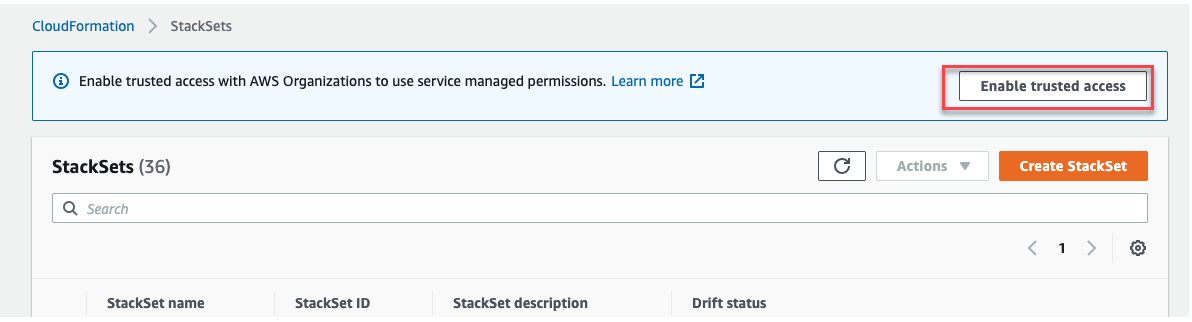 CloudFormation > StackSets
Enable trusted access with AWS Organizations to use service managed permissions. Learn more
Enable trusted access
StackSets (36)
Actions
Create StackSet
Search
1
StackSet name StackSet ID StackSet description Drift status